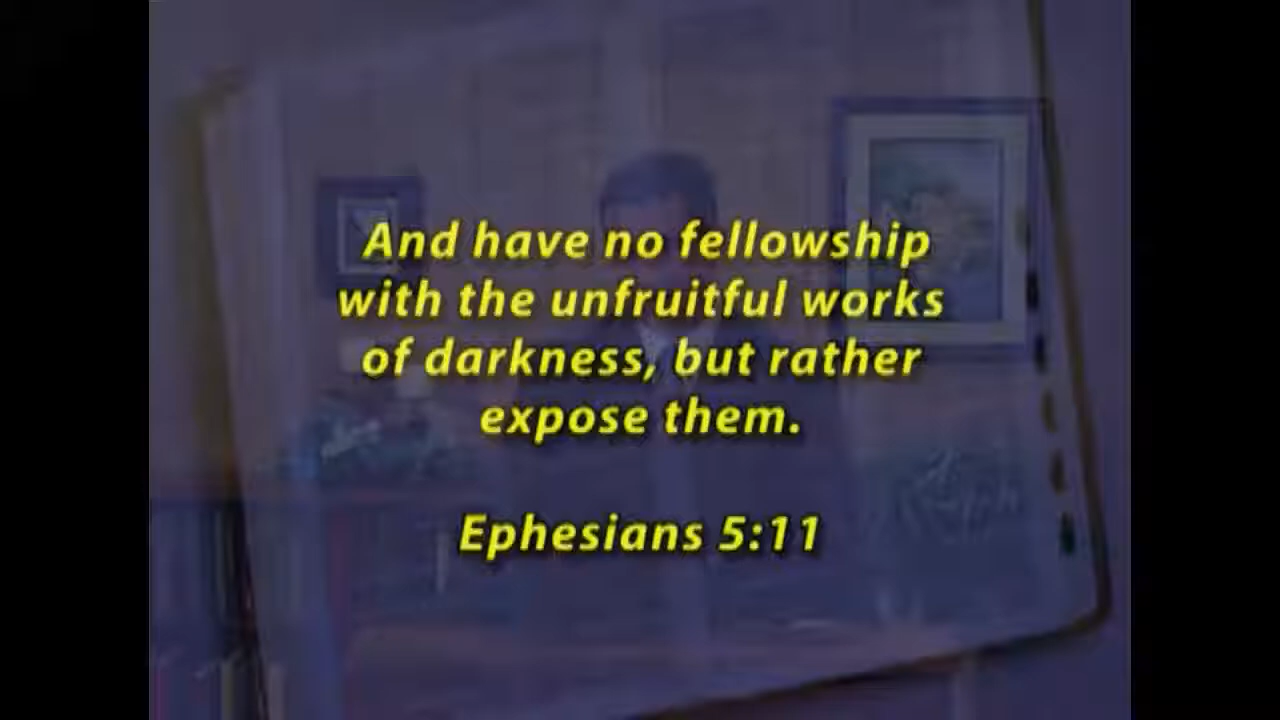 And have no fellowship
with the unfruitful works
of darkness, but rather
expose them.
Ephesians 5:11